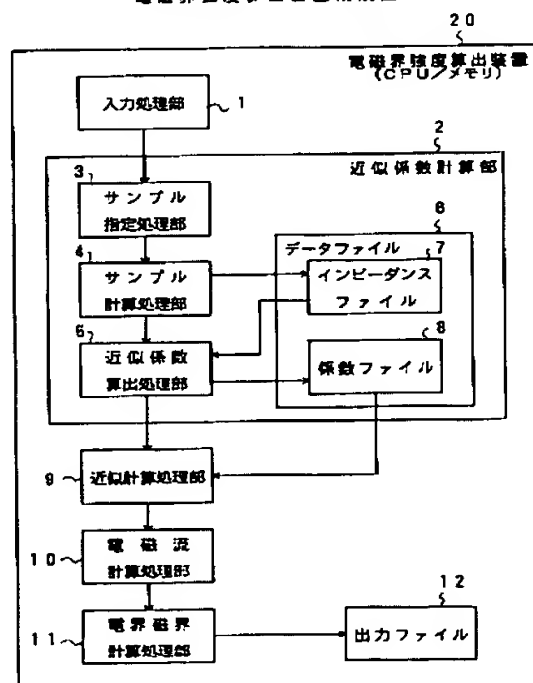 20
電磁界強度算出装置
(CPU/メモリ)
入力処理部
1
2
近似係数計算部
3
サンプル
指定処理部
6
データファイル
4
サンプル
計算処理部
7
インピーダンス
ファイル
5
近似係数
算出処理部
8
係数ファイル
9
近似計算処理部
10
電磁流
計算処理部
12
11
電界磁界
計算処理部
出力ファイル